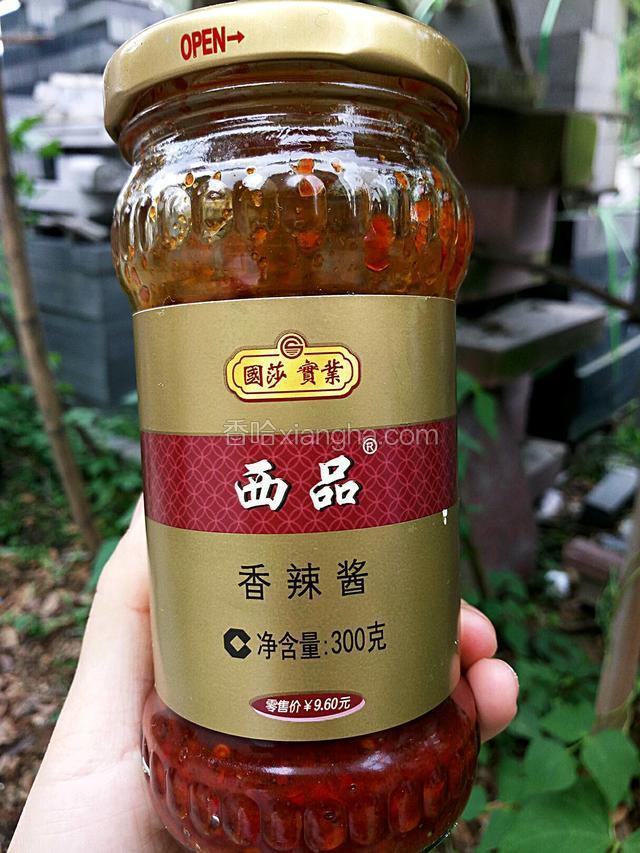 OPEN→
國莎 實業
香哈xiangha.com
西品®
香辣酱
净含量:300克
零售价￥9.60元